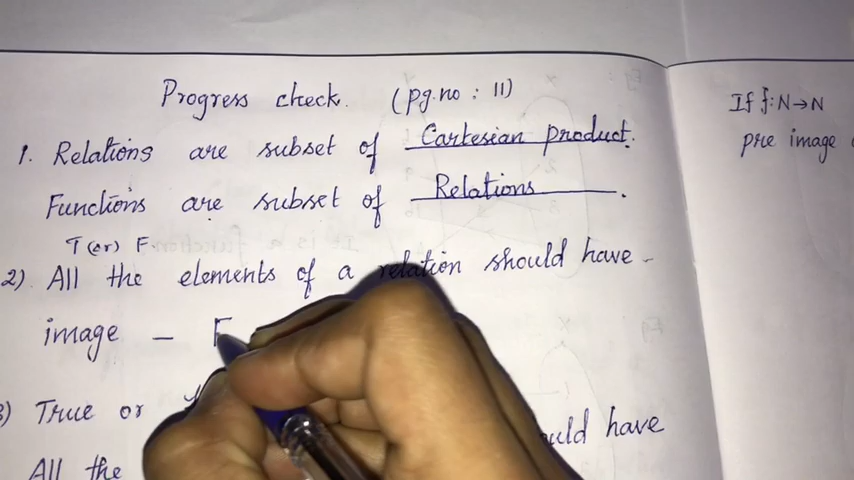 Progress check. (pg.no : 11)
1. Relations are subset of Cartesian product.
Functions are subset of Relations.
T (or) F.
2) All the elements of a relation should have
image – F
3) True or
ould have
All the
If f:N→N
pre image